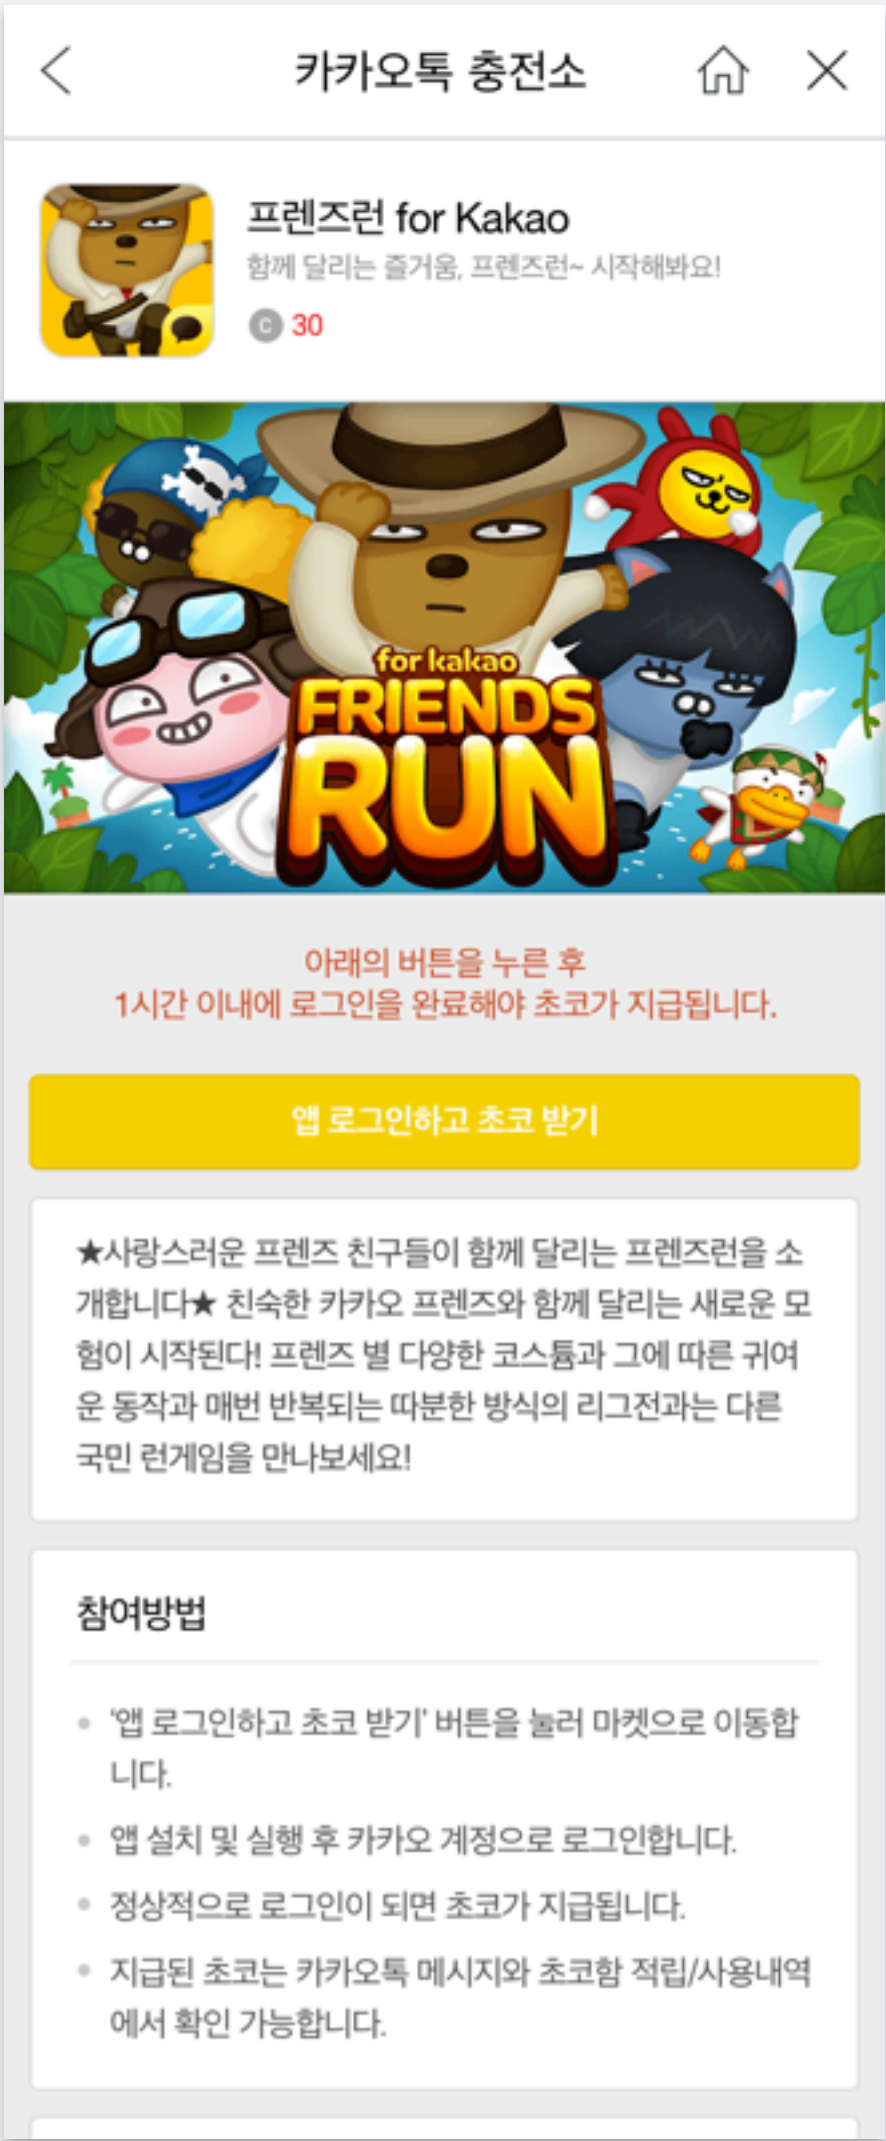 카카오톡 충전소
프렌즈런 for Kakao
함께 달리는 즐거움, 프렌즈런~ 시작해봐요!
C 30
for kakao
FRIENDS
RUN
아래의 버튼을 누른 후
1시간 이내에 로그인을 완료해야 초코가 지급됩니다.
앱 로그인하고 초코 받기
★사랑스러운 프렌즈 친구들이 함께 달리는 프렌즈런을 소
개합니다★ 친숙한 카카오 프렌즈와 함께 달리는 새로운 모
험이 시작된다! 프렌즈 별 다양한 코스튬과 그에 따른 귀여
운 동작과 매번 반복되는 따분한 방식의 리그전과는 다른
국민 런게임을 만나보세요!
참여방법
'앱 로그인하고 초코 받기' 버튼을 눌러 마켓으로 이동합
니다.
앱 설치 및 실행 후 카카오 계정으로 로그인합니다.
정상적으로 로그인이 되면 초코가 지급됩니다.
지급된 초코는 카카오톡 메시지와 초코함 적립/사용내역
에서 확인 가능합니다.